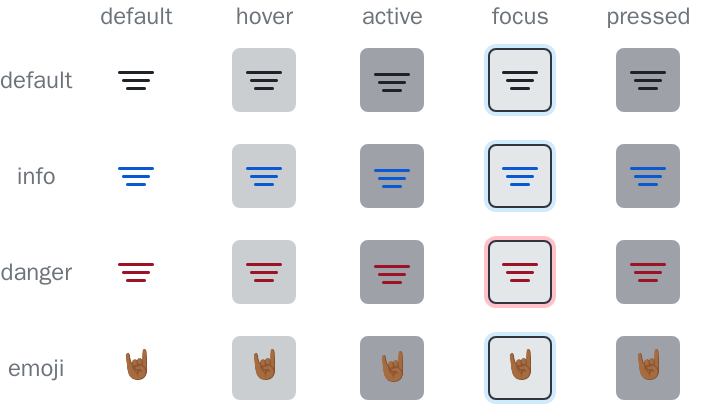 default hover active focus pressed
default
info
danger
emoji